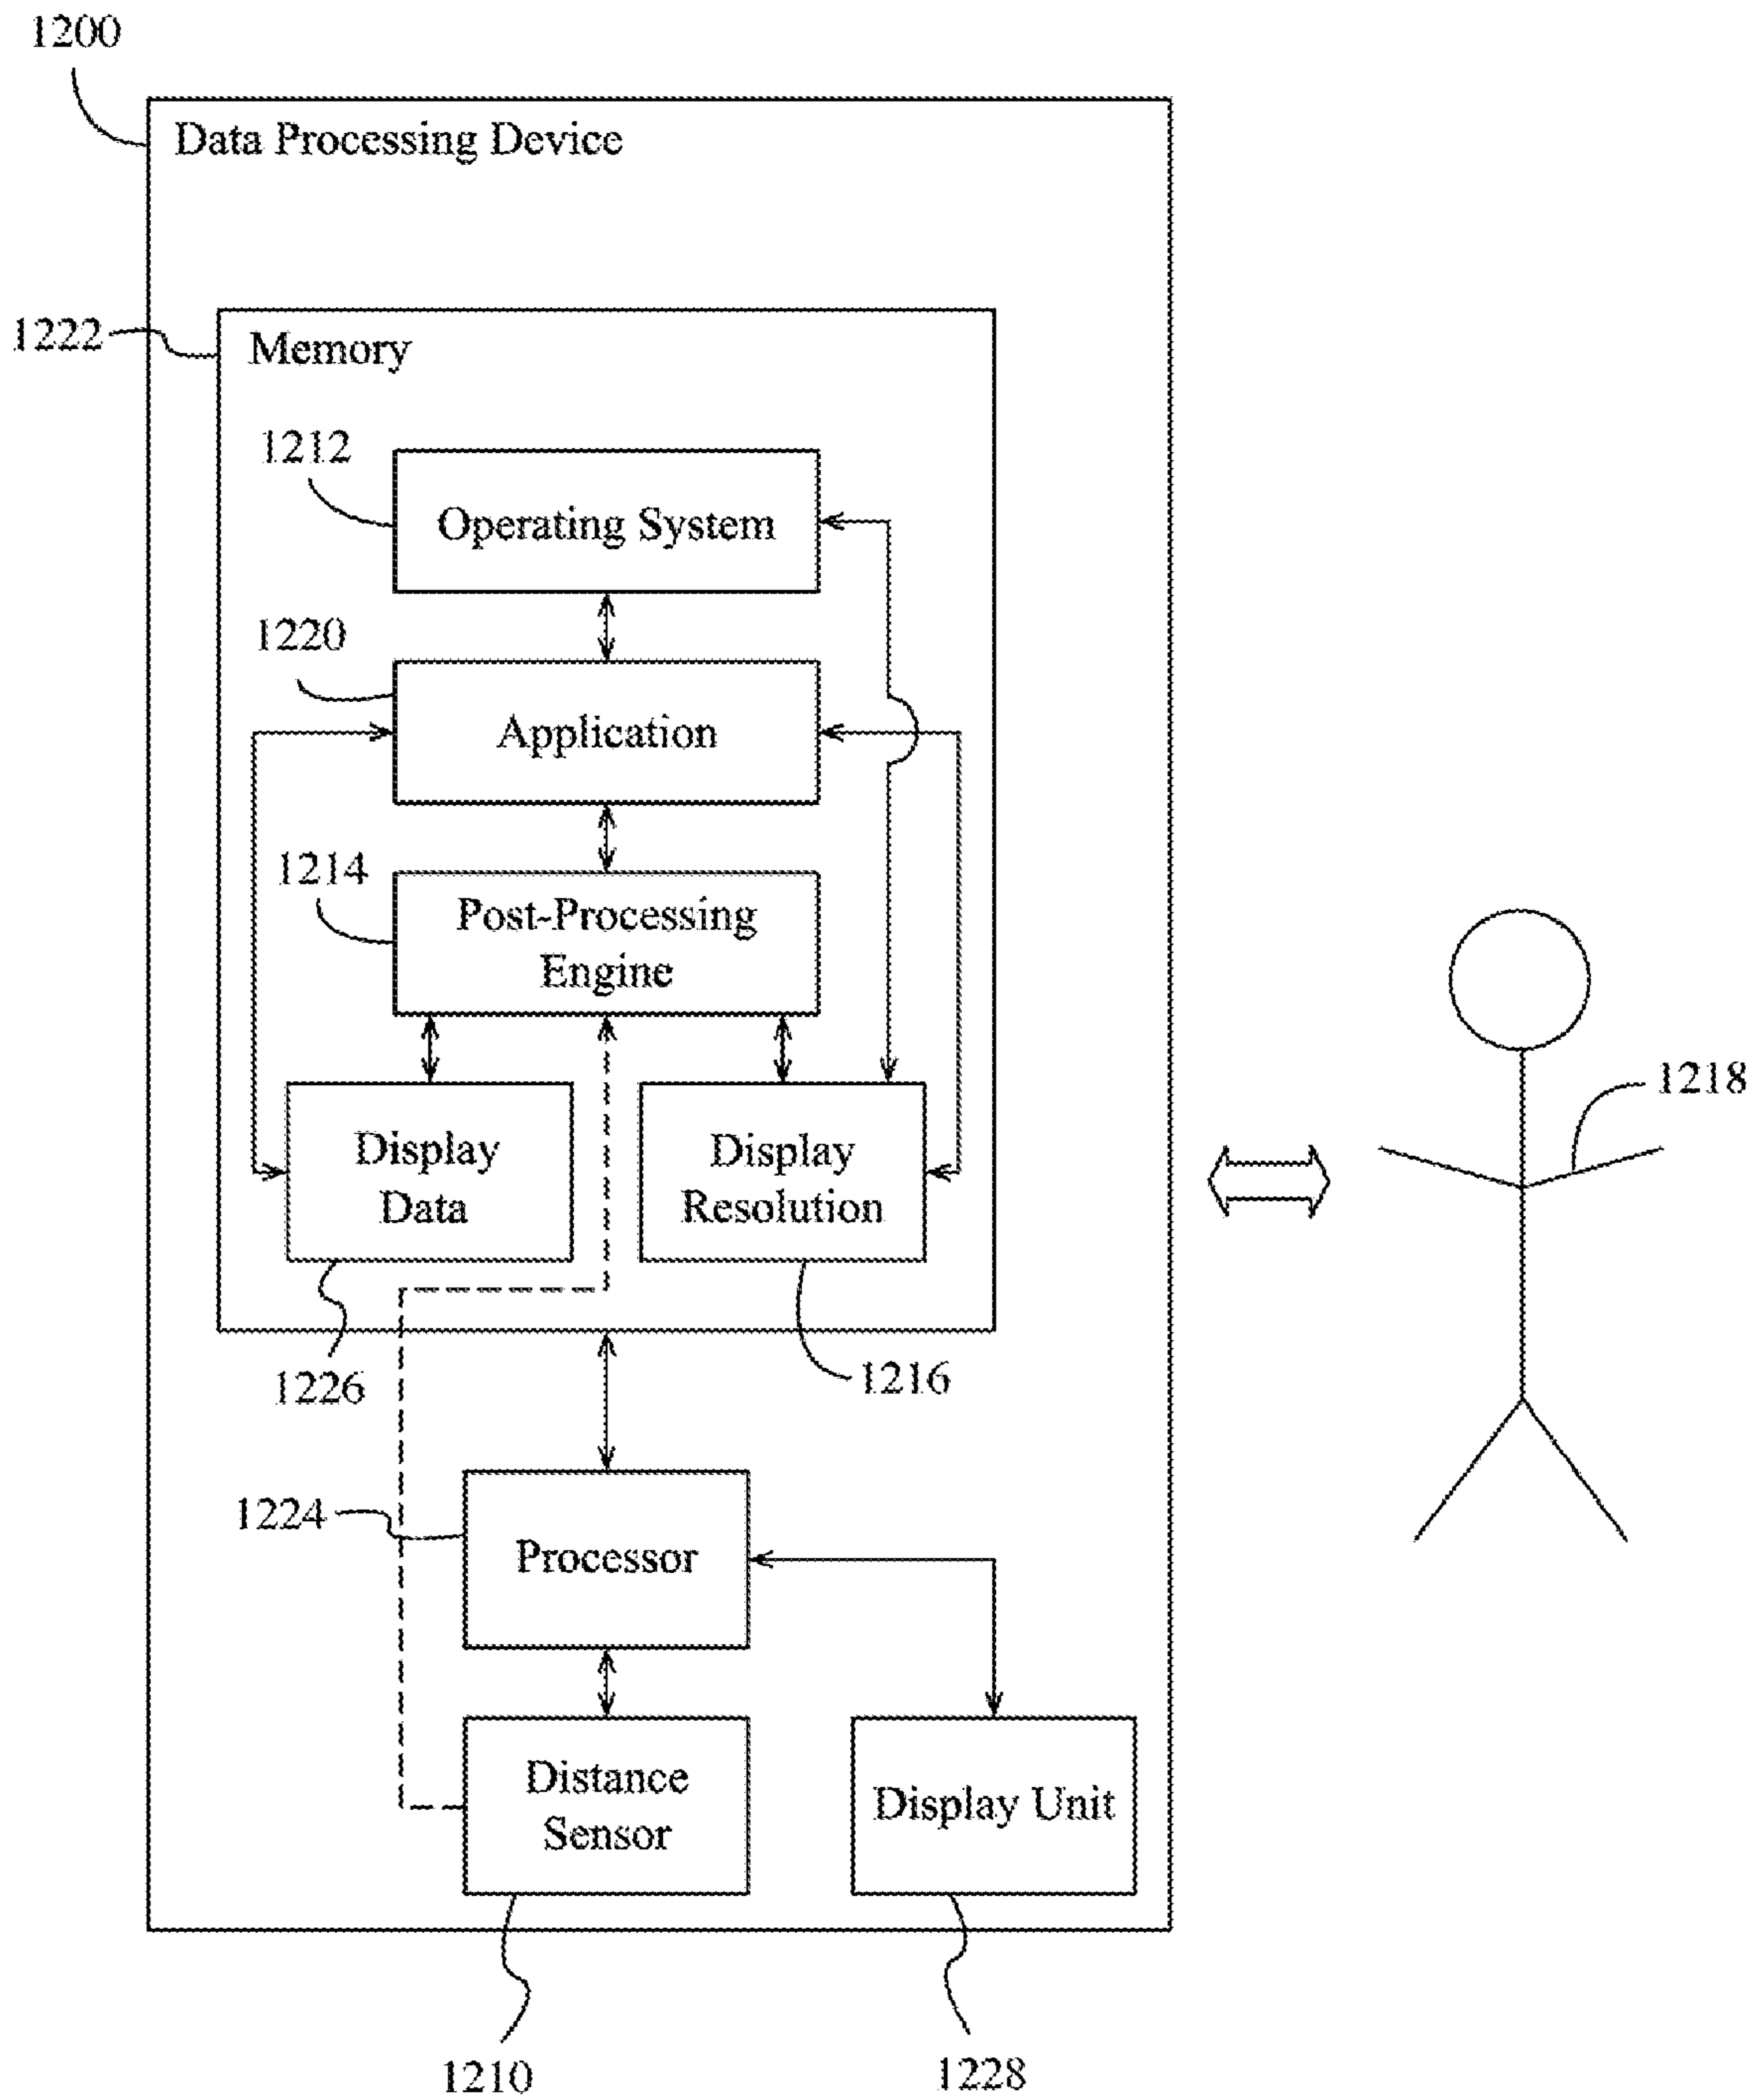 1200
Data Processing Device
1222
Memory
1212
Operating System
1220
Application
1214
Post-Processing
Engine
1218
Display
Data
Display
Resolution
1226
1216
1224
Processor
Distance
Sensor
Display Unit
1210
1228